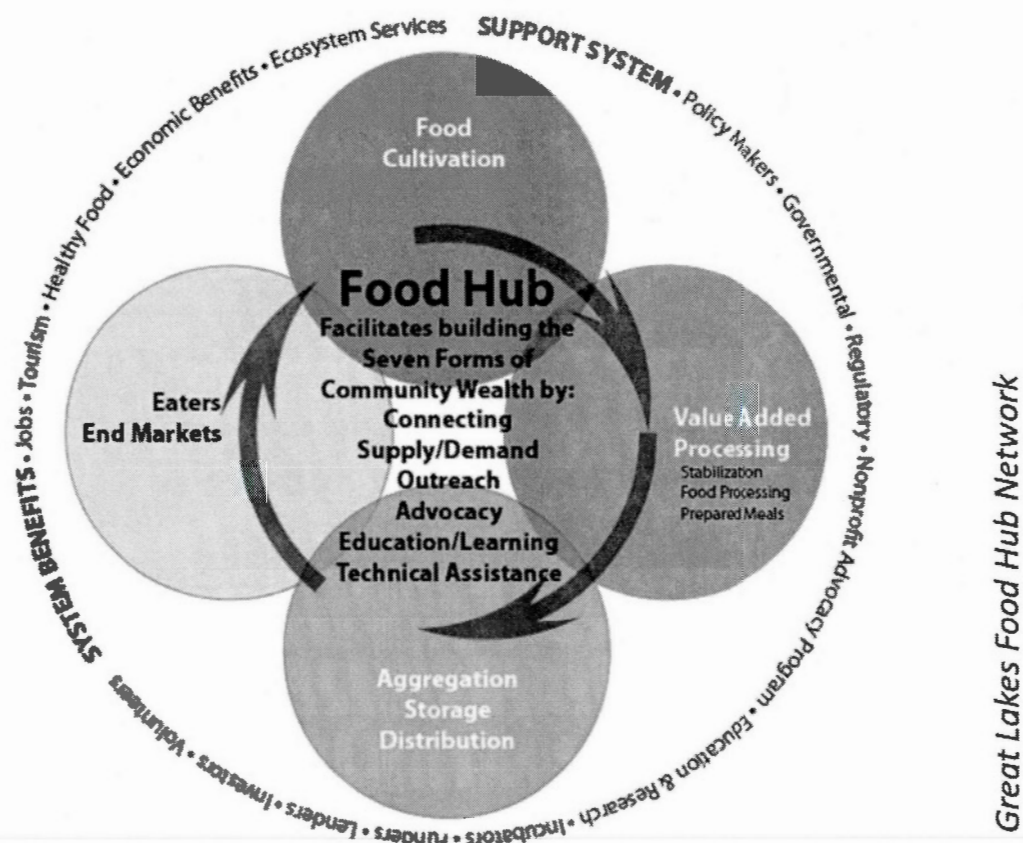 SUPPORT SYSTEM • Policy Makers • Governmental • Regulatory • Nonprofit Advocacy Program • Education & Research • Incubators • Funders • Lenders • Investors • Volunteers
SYSTEM BENEFITS • Jobs • Tourism • Healthy Food • Economic Benefits • Ecosystem Services
Food
Cultivation
Food Hub
Facilitates building the
Seven Forms of
Community Wealth by:
Connecting
Supply/Demand
Outreach
Advocacy
Education/Learning
Technical Assistance
Eaters
End Markets
Value Added
Processing
Stabilization
Food Processing
Prepared Meals
Aggregation
Storage
Distribution
Great Lakes Food Hub Network